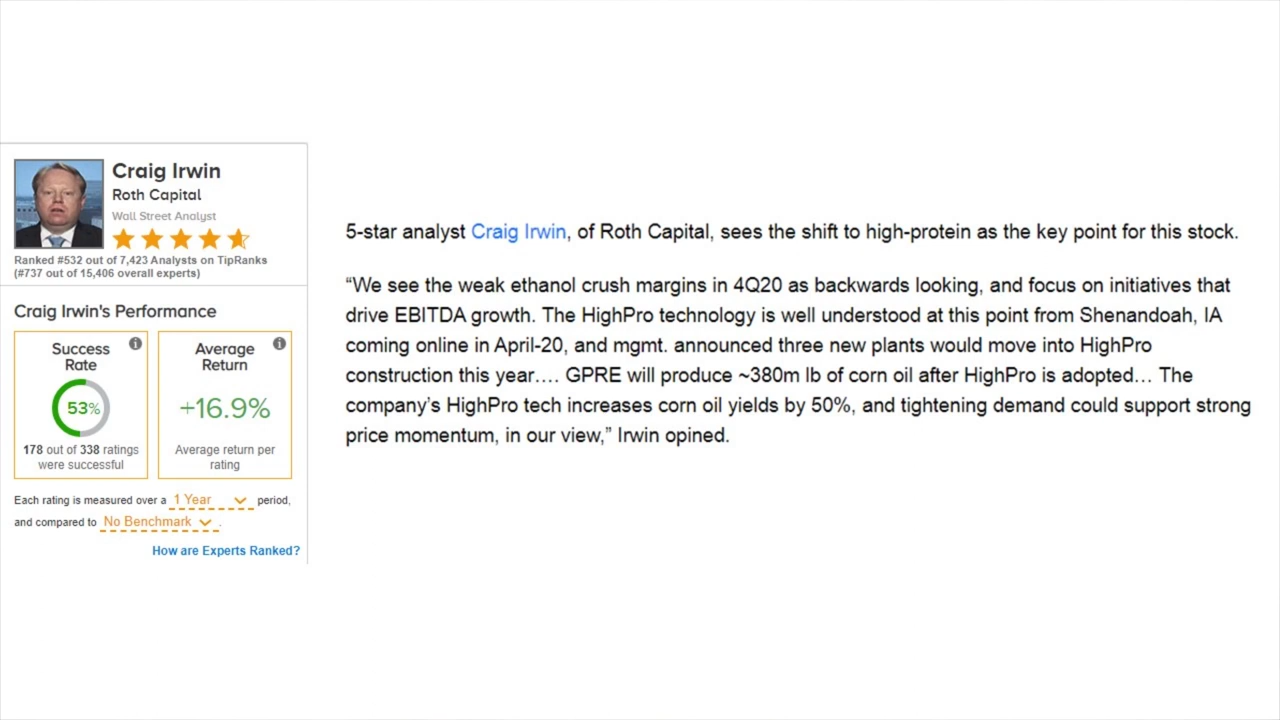 Craig Irwin
Roth Capital
Wall Street Analyst
Ranked #532 out of 7,423 Analysts on TipRanks
(#737 out of 15,406 overall experts)
Craig Irwin's Performance
Success
Rate
53%
178 out of 338 ratings
were successful
Average
Return
+16.9%
Average return per
rating
Each rating is measured over a 1 Year period,
and compared to No Benchmark.
How are Experts Ranked?
5-star analyst Craig Irwin, of Roth Capital, sees the shift to high-protein as the key point for this stock.
“We see the weak ethanol crush margins in 4Q20 as backwards looking, and focus on initiatives that
drive EBITDA growth. The HighPro technology is well understood at this point from Shenandoah, IA
coming online in April-20, and mgmt. announced three new plants would move into HighPro
construction this year…. GPRE will produce ~380m lb of corn oil after HighPro is adopted… The
company’s HighPro tech increases corn oil yields by 50%, and tightening demand could support strong
price momentum, in our view,” Irwin opined.